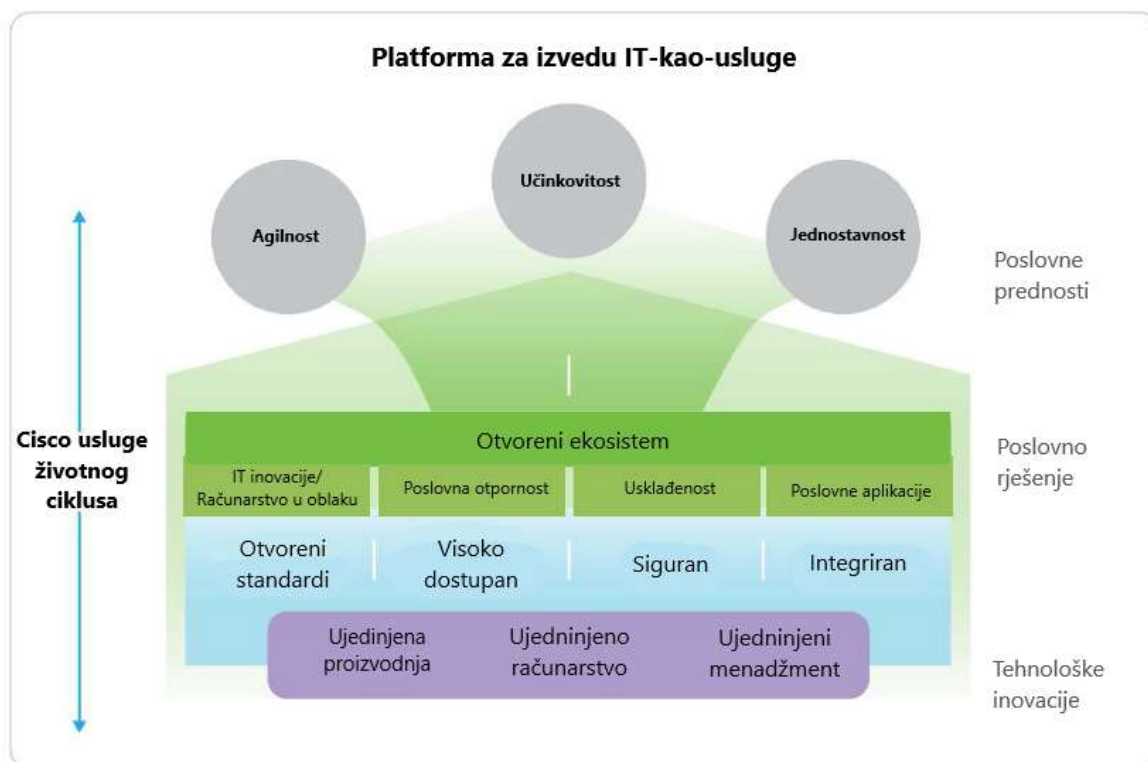 Platforma za izvedu IT-kao-usluge
Učinkovitost
Agilnost
Jednostavnost
Poslovne
prednosti
Cisco usluge
životnog
ciklusa
Otvoreni ekosistem
Poslovno
rješenje
IT inovacije/
Računarstvo u oblaku
Poslovna otpornost
Usklađenost
Poslovne aplikacije
Otvoreni
standardi
Visoko
dostupan
Siguran
Integriran
Ujedinjena
proizvodnja
Ujedninjeno
računarstvo
Ujedninjeni
menadžment
Tehnološke
inovacije